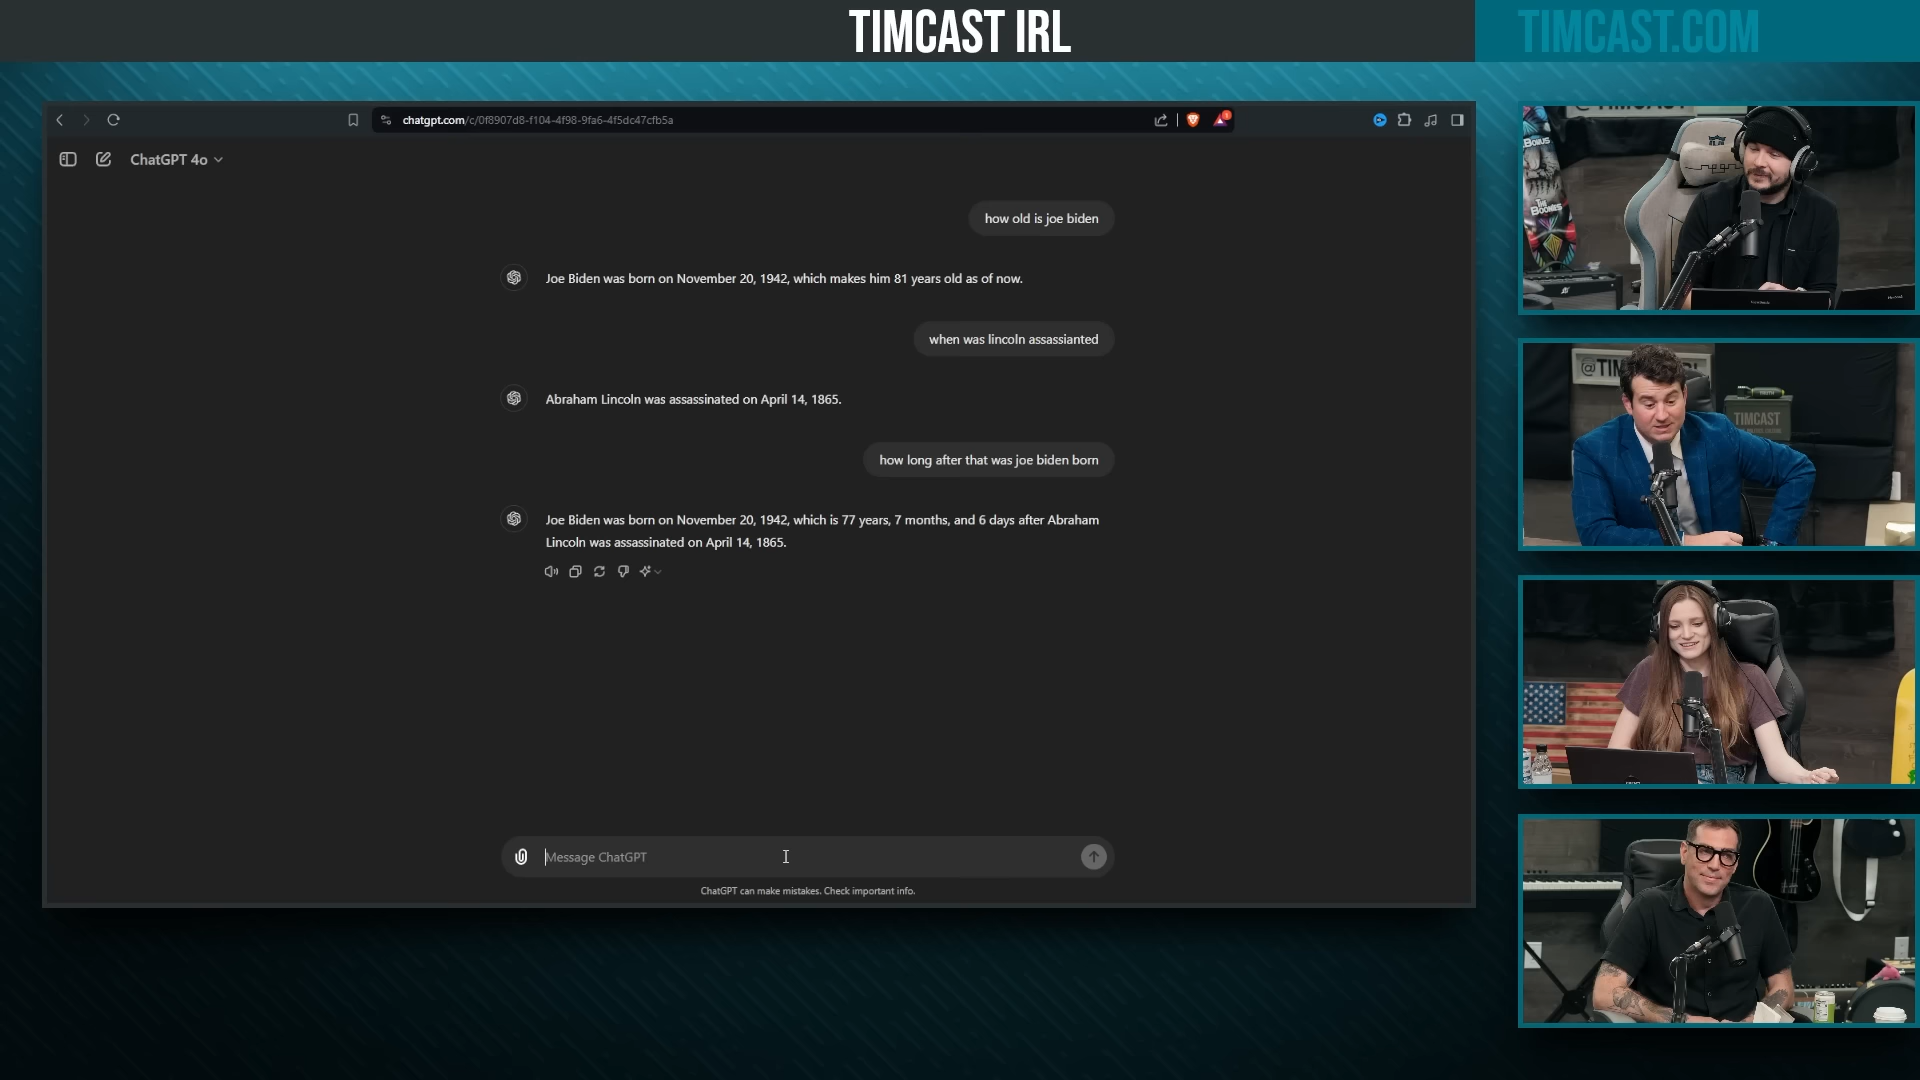 TIMCAST IRL
TIMCAST.COM
chatgpt.com/c/0f8907d8-f104-4f98-9fa6-4f5dc47cfb5a
ChatGPT 4o
how old is joe biden
Joe Biden was born on November 20, 1942, which makes him 81 years old as of now.
when was lincoln assassianted
Abraham Lincoln was assassinated on April 14, 1865.
how long after that was joe biden born
Joe Biden was born on November 20, 1942, which is 77 years, 7 months, and 6 days after Abraham
Lincoln was assassinated on April 14, 1865.
Message ChatGPT
ChatGPT can make mistakes. Check important info.
THE
BOONIES
TIMCAST